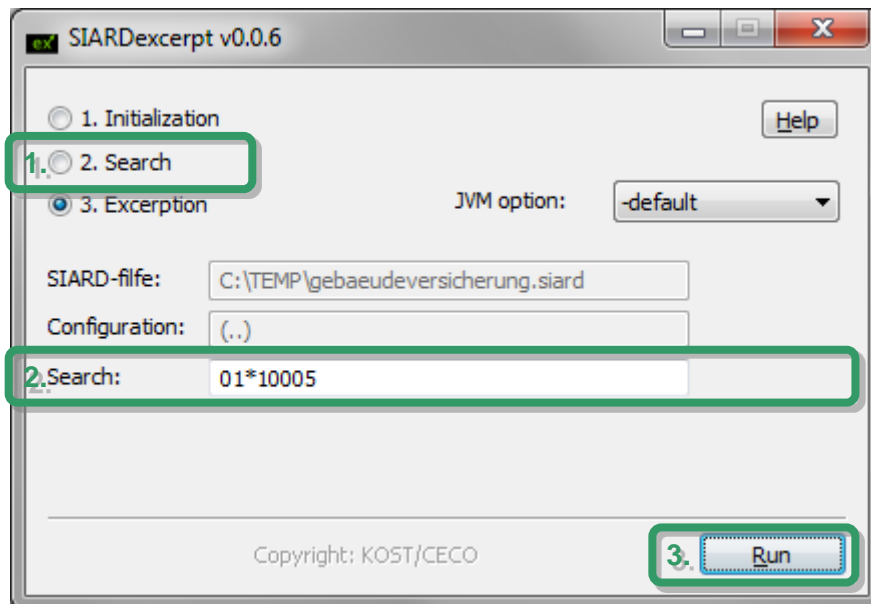 ex SIARDexcerpt v0.0.6
1. Initialization
Help
1. 2. Search
3. Excerption
JVM option: -default
SIARD-filfe: C:\TEMP\gebaeudeversicherung.siard
Configuration: (..)
2. Search: 01*10005
Copyright: KOST/CECO
3. Run